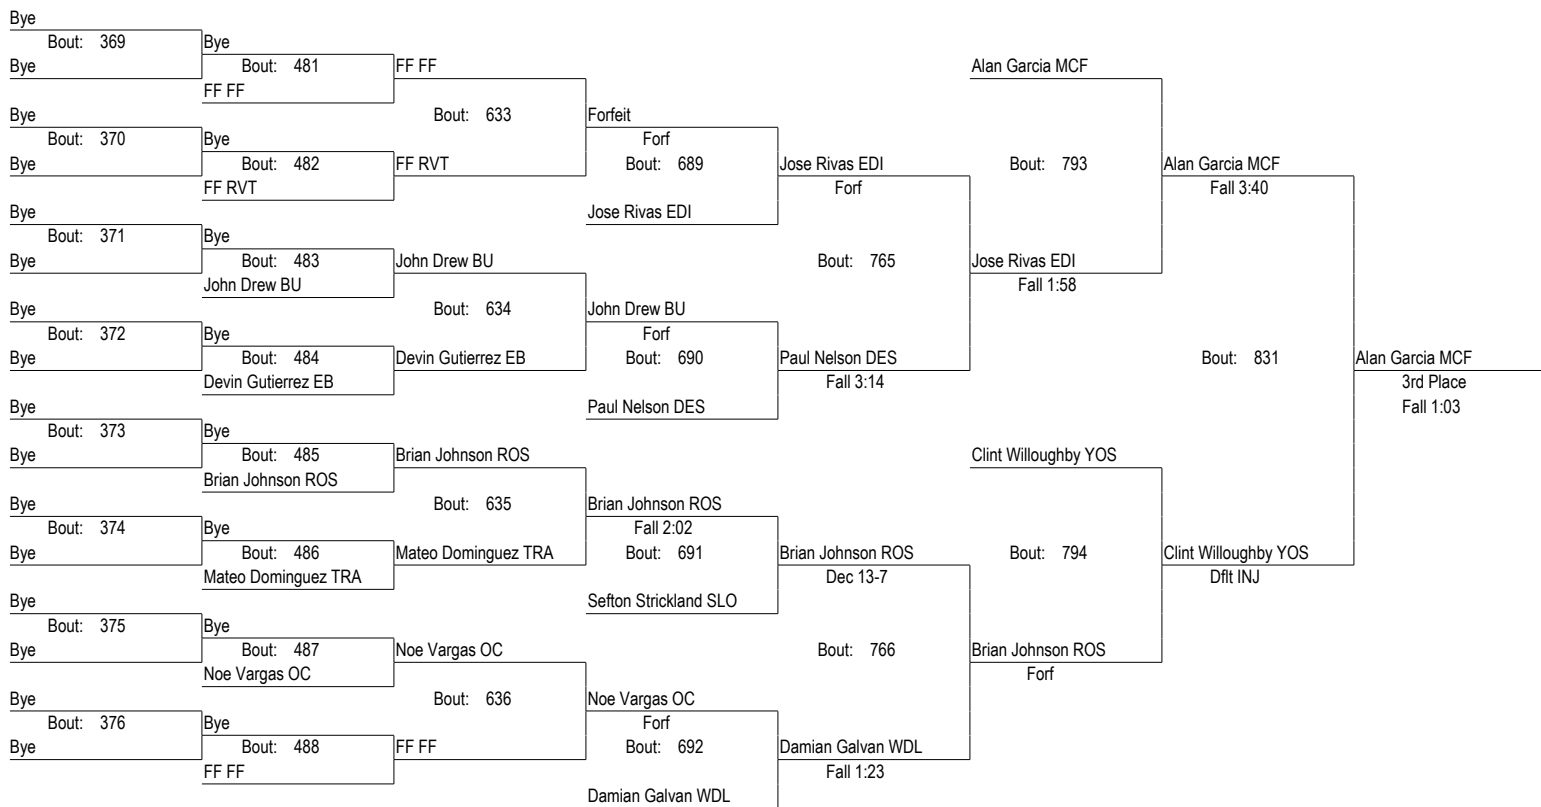 Bye
Bout: 369
Bye
Bye
Bout: 481
FF FF
FF FF
Bye
Bout: 370
Bye
Bye
Bout: 482
FF RVT
FF RVT
Bout: 633
Forfeit
Forf
Bout: 689
Jose Rivas EDI
Jose Rivas EDI
Forf
Bye
Bout: 371
Bye
Bye
Bout: 483
John Drew BU
John Drew BU
Bye
Bout: 372
Bye
Bye
Bout: 484
Devin Gutierrez EB
Devin Gutierrez EB
Bout: 634
John Drew BU
Forf
Bout: 690
Paul Nelson DES
Paul Nelson DES
Fall 3:14
Bout: 765
Jose Rivas EDI
Fall 1:58
Alan Garcia MCF
Bout: 793
Alan Garcia MCF
Fall 3:40
Bye
Bout: 373
Bye
Bye
Bout: 485
Brian Johnson ROS
Brian Johnson ROS
Bye
Bout: 374
Bye
Bye
Bout: 486
Mateo Dominguez TRA
Mateo Dominguez TRA
Bout: 635
Brian Johnson ROS
Fall 2:02
Bout: 691
Sefton Strickland SLO
Brian Johnson ROS
Dec 13-7
Bye
Bout: 375
Bye
Bye
Bout: 487
Noe Vargas OC
Noe Vargas OC
Bye
Bout: 376
Bye
Bye
Bout: 488
FF FF
FF FF
Bout: 636
Noe Vargas OC
Forf
Bout: 692
Damian Galvan WDL
Damian Galvan WDL
Fall 1:23
Bout: 766
Brian Johnson ROS
Forf
Clint Willoughby YOS
Bout: 794
Clint Willoughby YOS
Dflt INJ
Bout: 831
Alan Garcia MCF
3rd Place
Fall 1:03